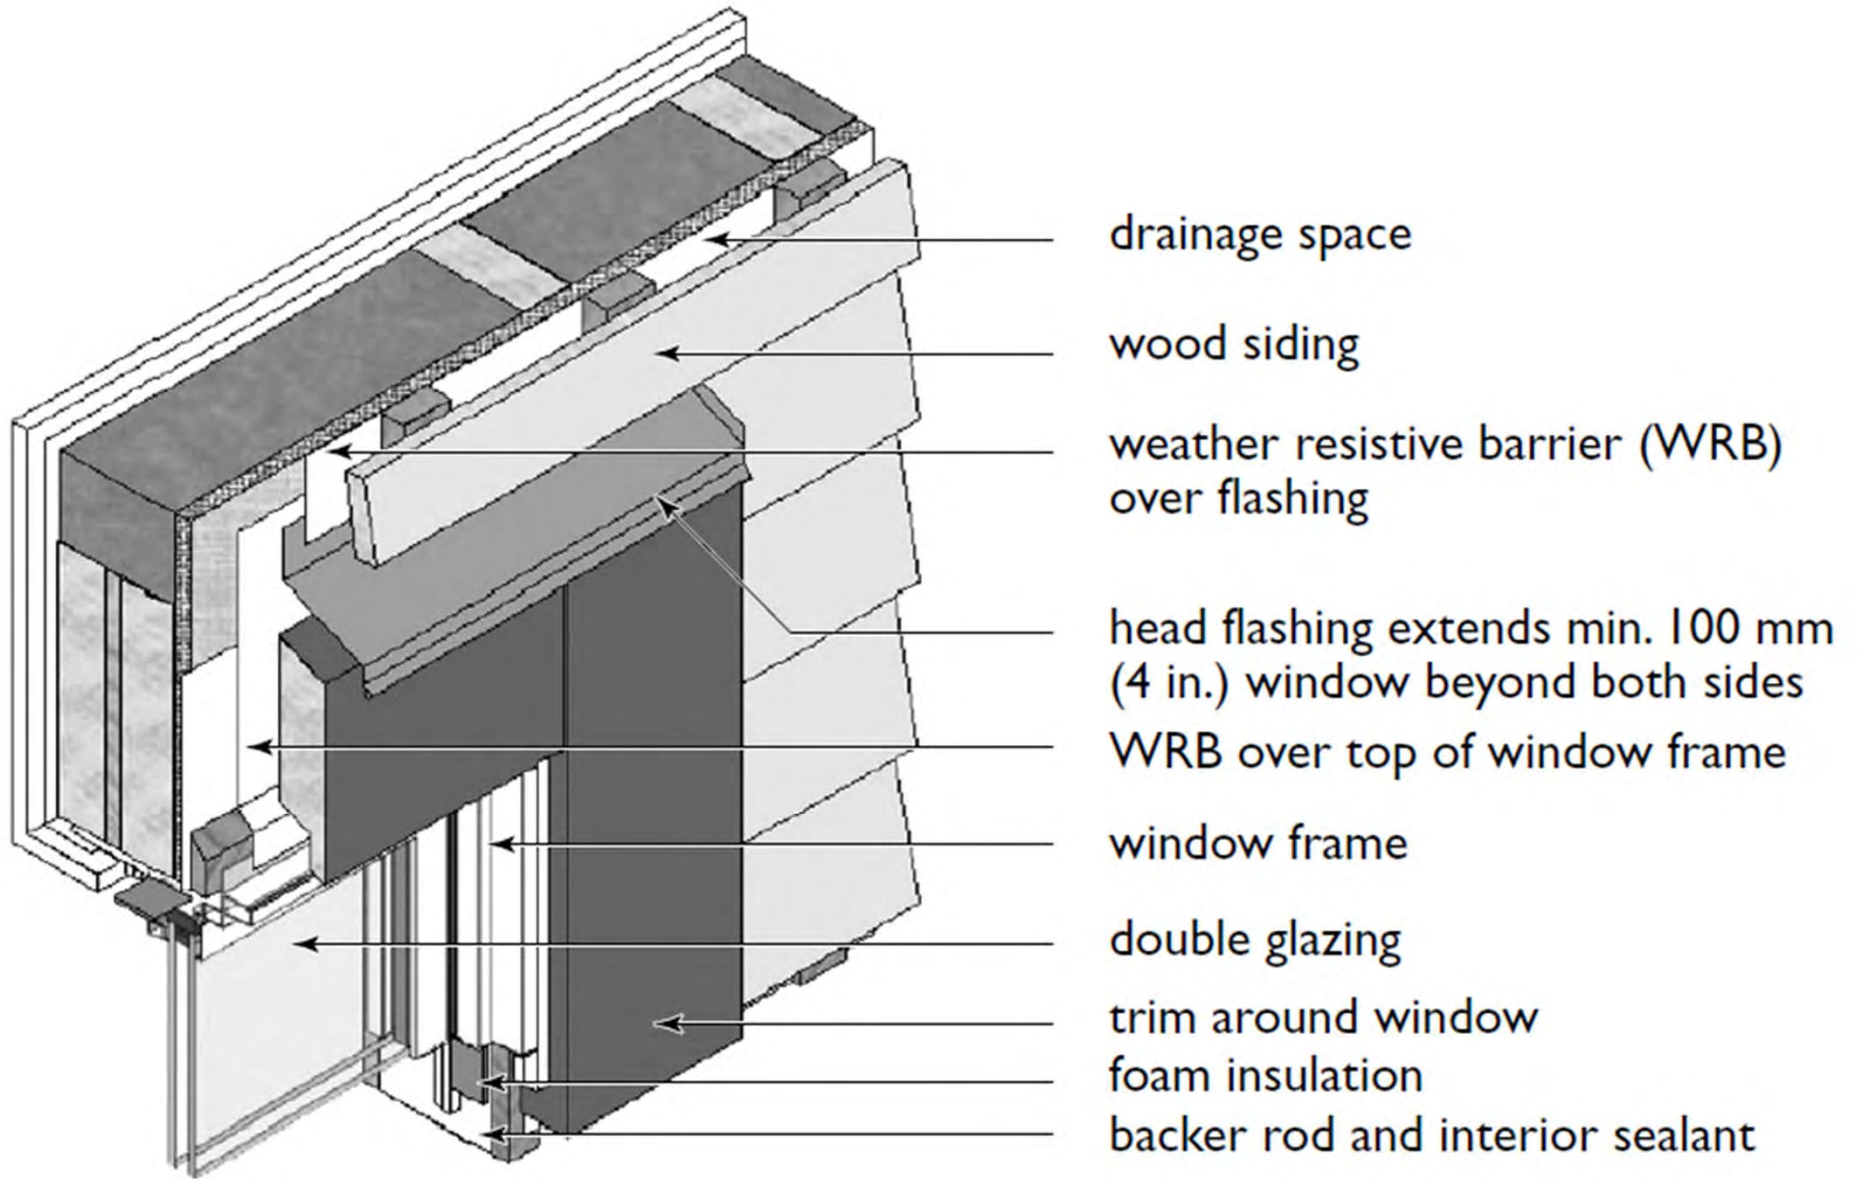 drainage space
wood siding
weather resistive barrier (WRB)
over flashing
head flashing extends min. 100 mm
(4 in.) window beyond both sides
WRB over top of window frame
window frame
double glazing
trim around window
foam insulation
backer rod and interior sealant